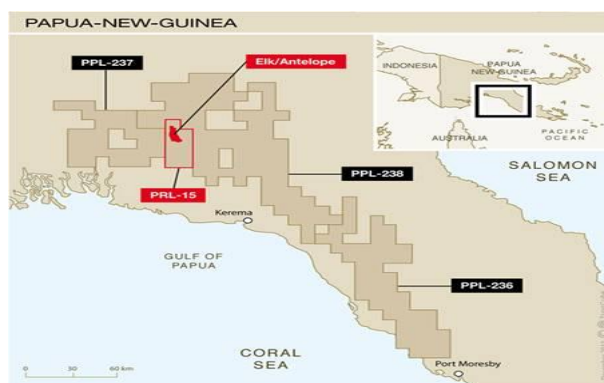 PAPUA-NEW-GUINEA
PPL-237
Elk/Antelope
INDONESIA
PAPUA
NEW-GUINEA
AUSTRALIA
PACIFIC
OCEAN
SALOMON
SEA
PPL-238
PRL-15
Kerema
GULF OF
PAPUA
PPL-236
CORAL
SEA
Port Moresby
0
20
60 km